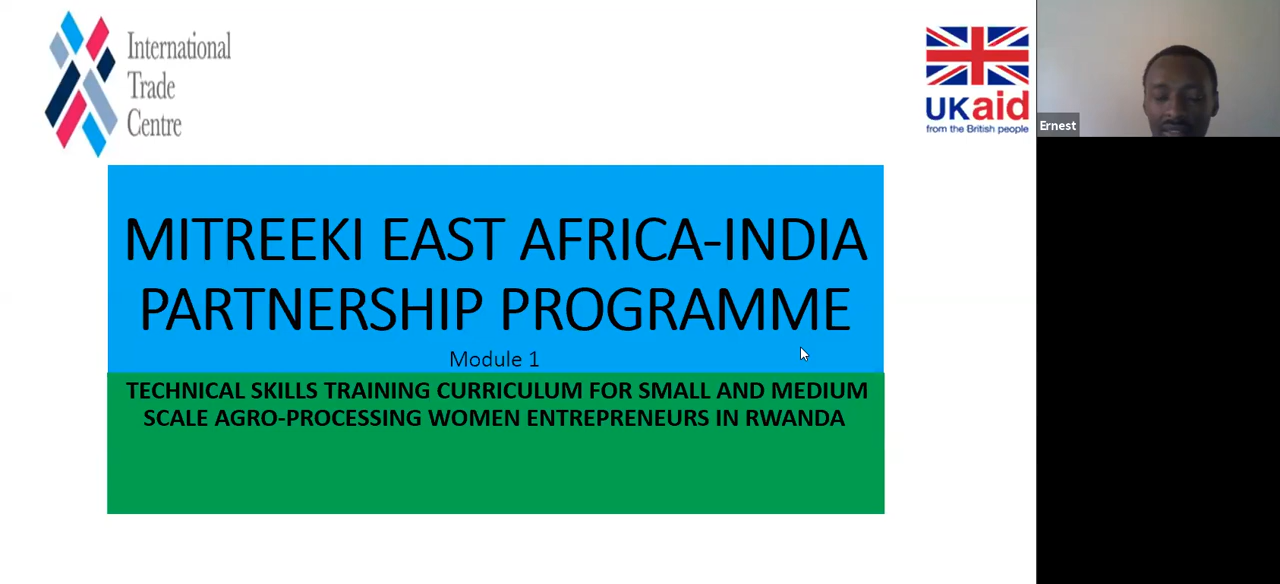 International
Trade
Centre
UKaid
from the British people
Ernest
MITREEKI EAST AFRICA-INDIA
PARTNERSHIP PROGRAMME
Module 1
TECHNICAL SKILLS TRAINING CURRICULUM FOR SMALL AND MEDIUM
SCALE AGRO-PROCESSING WOMEN ENTREPRENEURS IN RWANDA